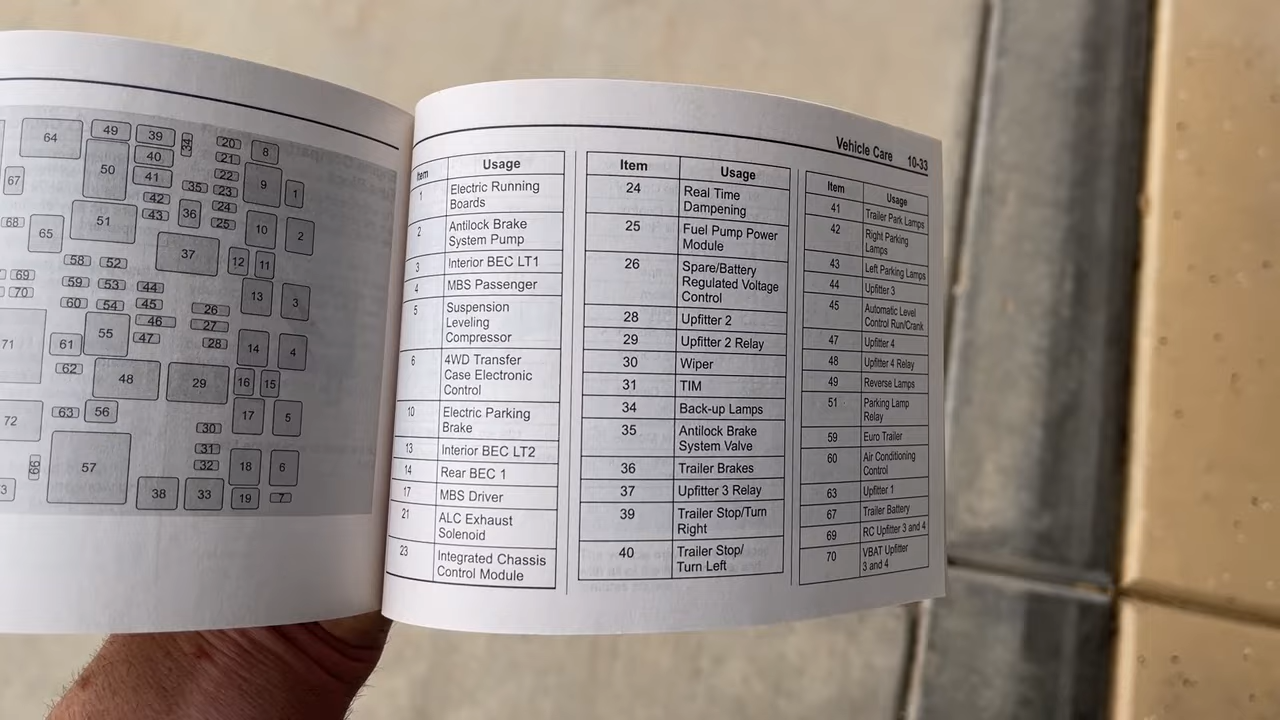 64
49
39
34
20
8
40
21
50
41
22
9
67
35
23
1
42
24
36
43
25
68
65
51
10
2
37
58
52
12
11
69
59
53
44
13
3
70
60
54
45
26
46
27
71
61
55
47
28
14
4
62
48
29
16
15
72
63
56
30
17
5
31
66
57
32
18
6
38
33
19
7
Vehicle Care 10-33
Item Usage
1 Electric Running
Boards
2 Antilock Brake
System Pump
3 Interior BEC LT1
4 MBS Passenger
5 Suspension
Leveling
Compressor
6 4WD Transfer
Case Electronic
Control
10 Electric Parking
Brake
13 Interior BEC LT2
14 Rear BEC 1
17 MBS Driver
21 ALC Exhaust
Solenoid
23 Integrated Chassis
Control Module
Item Usage
24 Real Time
Dampening
25 Fuel Pump Power
Module
26 Spare/Battery
Regulated Voltage
Control
28 Upfitter 2
29 Upfitter 2 Relay
30 Wiper
31 TIM
34 Back-up Lamps
35 Antilock Brake
System Valve
36 Trailer Brakes
37 Upfitter 3 Relay
39 Trailer Stop/Turn
Right
40 Trailer Stop/
Turn Left
Item Usage
41 Trailer Park Lamps
42 Right Parking
Lamps
43 Left Parking Lamps
44 Upfitter 3
45 Automatic Level
Control Run/Crank
47 Upfitter 4
48 Upfitter 4 Relay
49 Reverse Lamps
51 Parking Lamp
Relay
59 Euro Trailer
60 Air Conditioning
Control
63 Upfitter 1
67 Trailer Battery
69 RC Upfitter 3 and 4
70 VBAT Upfitter
3 and 4